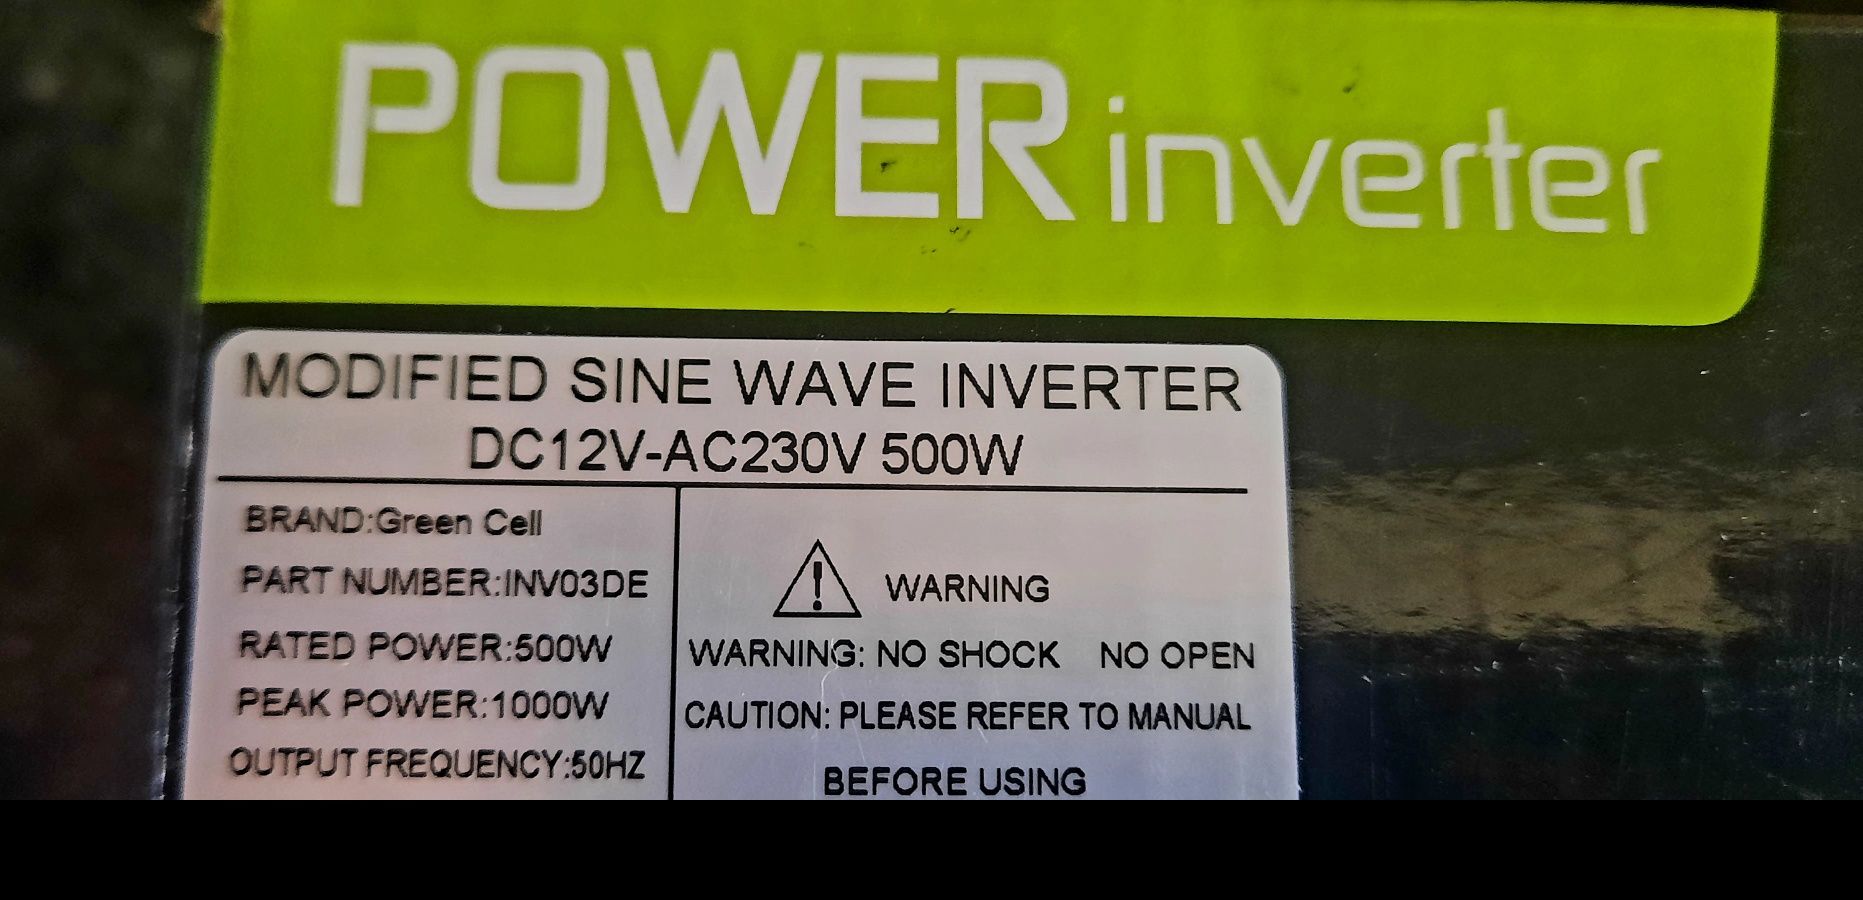 POWER inverter
MODIFIED SINE WAVE INVERTER
DC12V-AC230V 500W
BRAND:Green Cell
PART NUMBER:INV03DE
RATED POWER:500W
PEAK POWER:1000W
OUTPUT FREQUENCY:50HZ
WARNING
WARNING: NO SHOCK NO OPEN
CAUTION: PLEASE REFER TO MANUAL
BEFORE USING